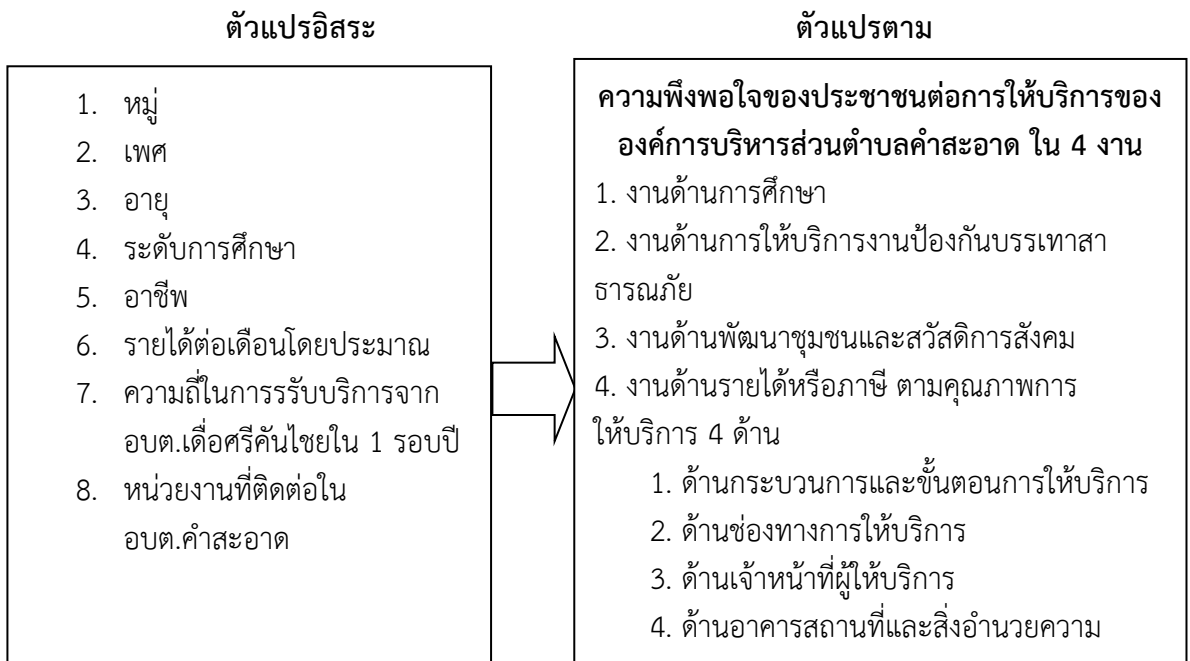 ตัวแปรอิสระ
1. หมู่
2. เพศ
3. อายุ
4. ระดับการศึกษา
5. อาชีพ
6. รายได้ต่อเดือนโดยประมาณ
7. ความถี่ในการรรับบริการจาก
อบต.เดื่อศรีคันไชยใน 1 รอบปี
8. หน่วยงานที่ติดต่อใน
อบต.คำสะอาด
ตัวแปรตาม
ความพึงพอใจของประชาชนต่อการให้บริการของ
องค์การบริหารส่วนตำบลคำสะอาด ใน 4 งาน
1. งานด้านการศึกษา
2. งานด้านการให้บริการงานป้องกันบรรเทาสา
ธารณภัย
3. งานด้านพัฒนาชุมชนและสวัสดิการสังคม
4. งานด้านรายได้หรือภาษี ตามคุณภาพการ
ให้บริการ 4 ด้าน
1. ด้านกระบวนการและขั้นตอนการให้บริการ
2. ด้านช่องทางการให้บริการ
3. ด้านเจ้าหน้าที่ผู้ให้บริการ
4. ด้านอาคารสถานที่และสิ่งอำนวยความ